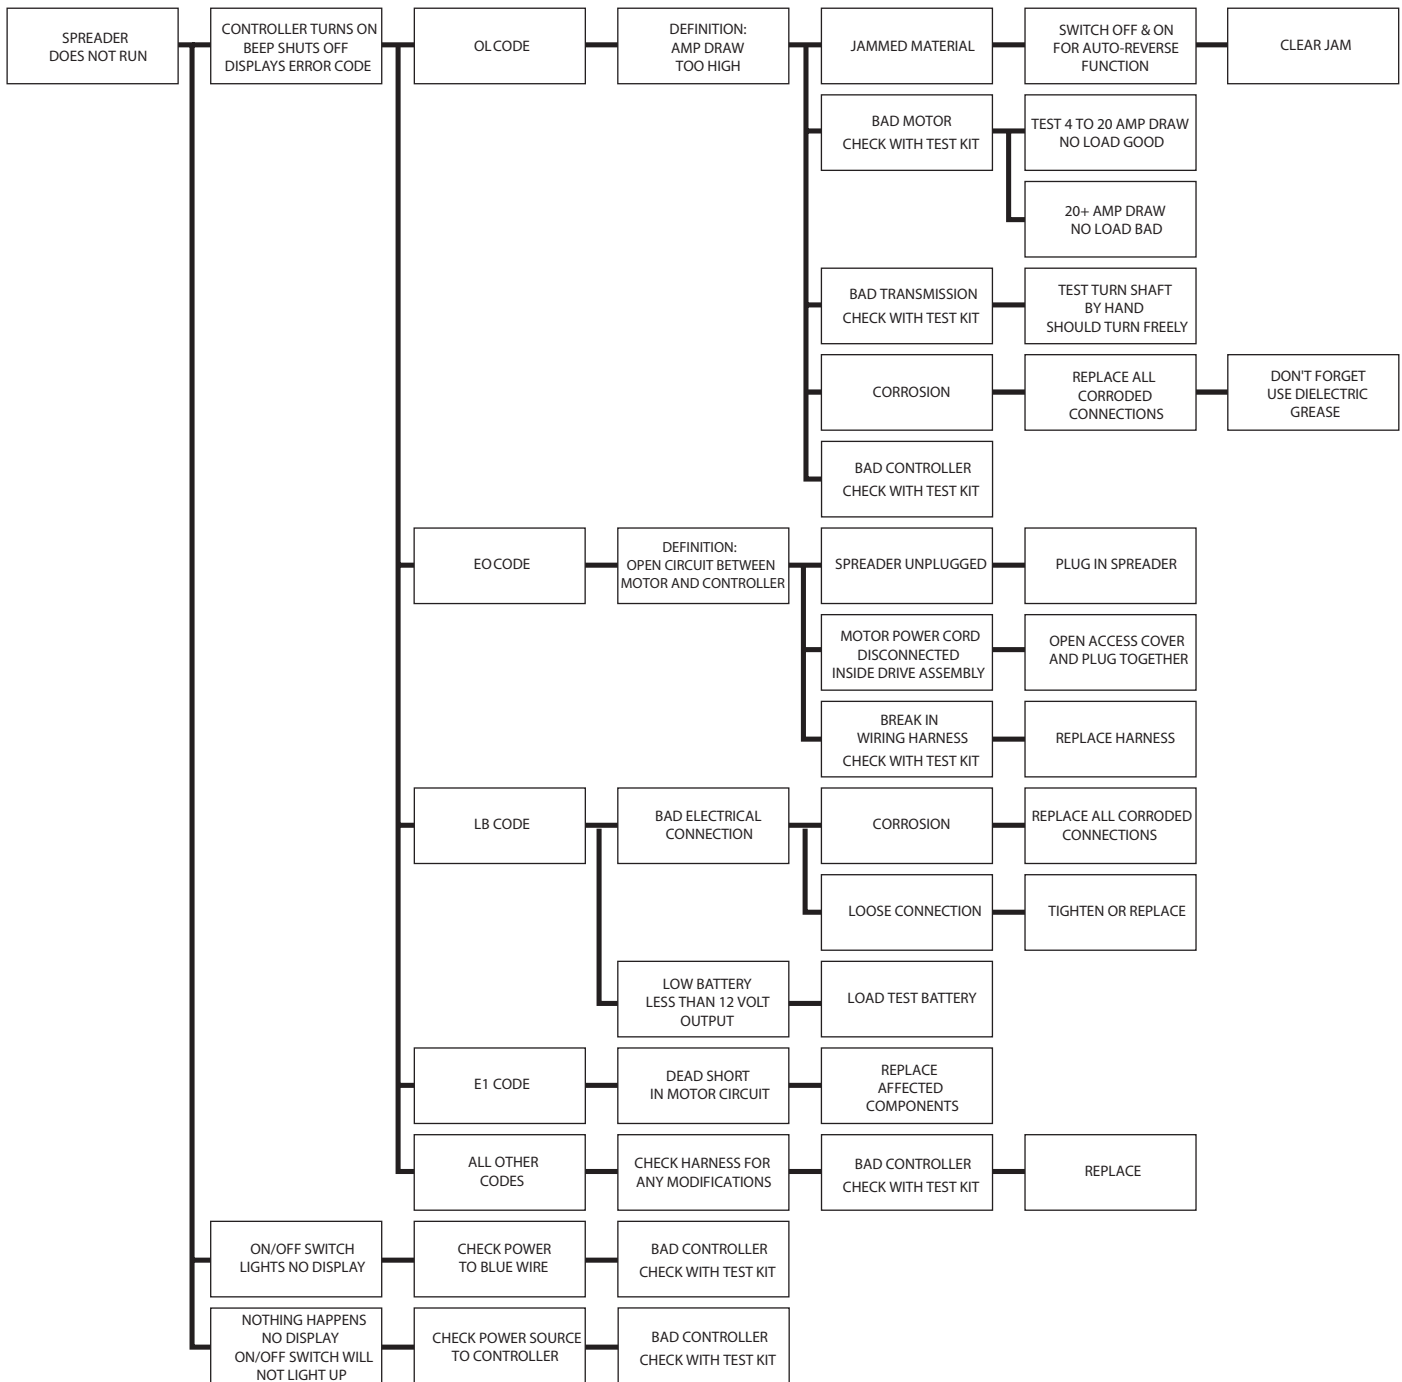 SPREADER
DOES NOT RUN
CONTROLLER TURNS ON
BEEP SHUTS OFF
DISPLAYS ERROR CODE
OL CODE
DEFINITION:
AMP DRAW
TOO HIGH
JAMMED MATERIAL
SWITCH OFF & ON
FOR AUTO-REVERSE
FUNCTION
CLEAR JAM
BAD MOTOR
CHECK WITH TEST KIT
TEST 4 TO 20 AMP DRAW
NO LOAD GOOD
20+ AMP DRAW
NO LOAD BAD
BAD TRANSMISSION
CHECK WITH TEST KIT
TEST TURN SHAFT
BY HAND
SHOULD TURN FREELY
CORROSION
REPLACE ALL
CORRODED
CONNECTIONS
DON'T FORGET
USE DIELECTRIC
GREASE
BAD CONTROLLER
CHECK WITH TEST KIT
EO CODE
DEFINITION:
OPEN CIRCUIT BETWEEN
MOTOR AND CONTROLLER
SPREADER UNPLUGGED
PLUG IN SPREADER
MOTOR POWER CORD
DISCONNECTED
INSIDE DRIVE ASSEMBLY
OPEN ACCESS COVER
AND PLUG TOGETHER
BREAK IN
WIRING HARNESS
CHECK WITH TEST KIT
REPLACE HARNESS
LB CODE
BAD ELECTRICAL
CONNECTION
CORROSION
REPLACE ALL CORRODED
CONNECTIONS
LOOSE CONNECTION
TIGHTEN OR REPLACE
LOW BATTERY
LESS THAN 12 VOLT
OUTPUT
LOAD TEST BATTERY
E1 CODE
DEAD SHORT
IN MOTOR CIRCUIT
REPLACE
AFFECTED
COMPONENTS
ALL OTHER
CODES
CHECK HARNESS FOR
ANY MODIFICATIONS
BAD CONTROLLER
CHECK WITH TEST KIT
REPLACE
ON/OFF SWITCH
LIGHTS NO DISPLAY
CHECK POWER
TO BLUE WIRE
BAD CONTROLLER
CHECK WITH TEST KIT
NOTHING HAPPENS
NO DISPLAY
ON/OFF SWITCH WILL
NOT LIGHT UP
CHECK POWER SOURCE
TO CONTROLLER
BAD CONTROLLER
CHECK WITH TEST KIT